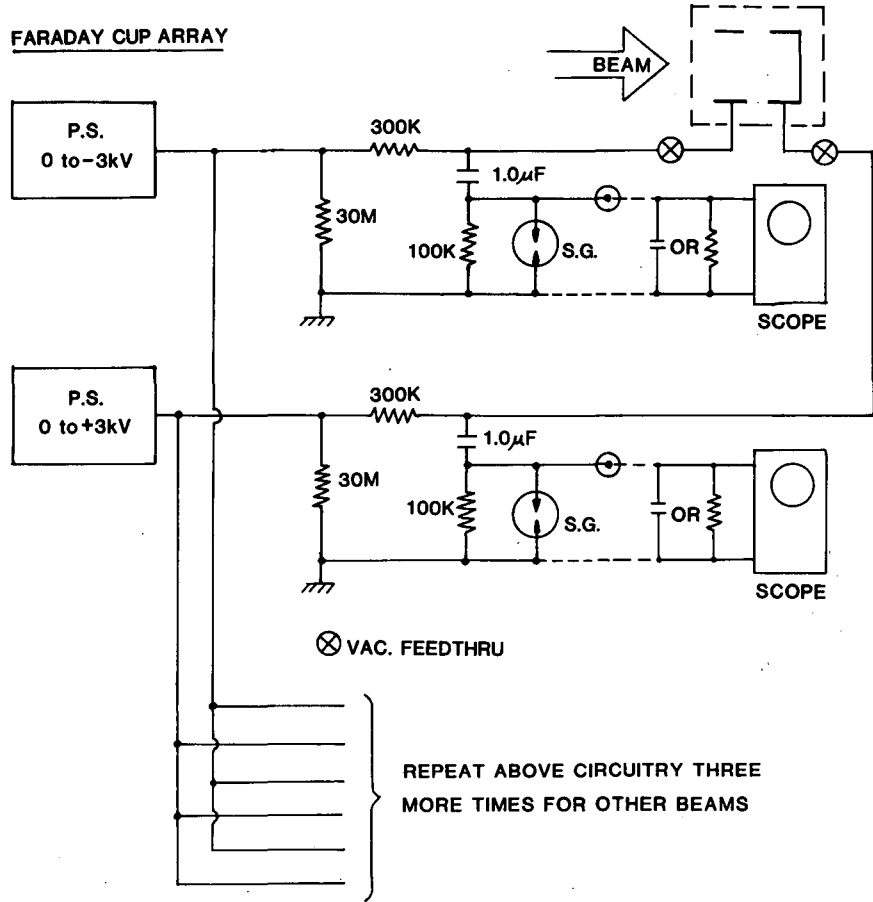 FARADAY CUP ARRAY
BEAM
P.S.
0 to -3kV
300K
1.0μF
30M
100K
S.G.
OR
SCOPE
P.S.
0 to +3kV
300K
1.0μF
30M
100K
S.G.
OR
SCOPE
VAC. FEEDTHRU
REPEAT ABOVE CIRCUITRY THREE
MORE TIMES FOR OTHER BEAMS